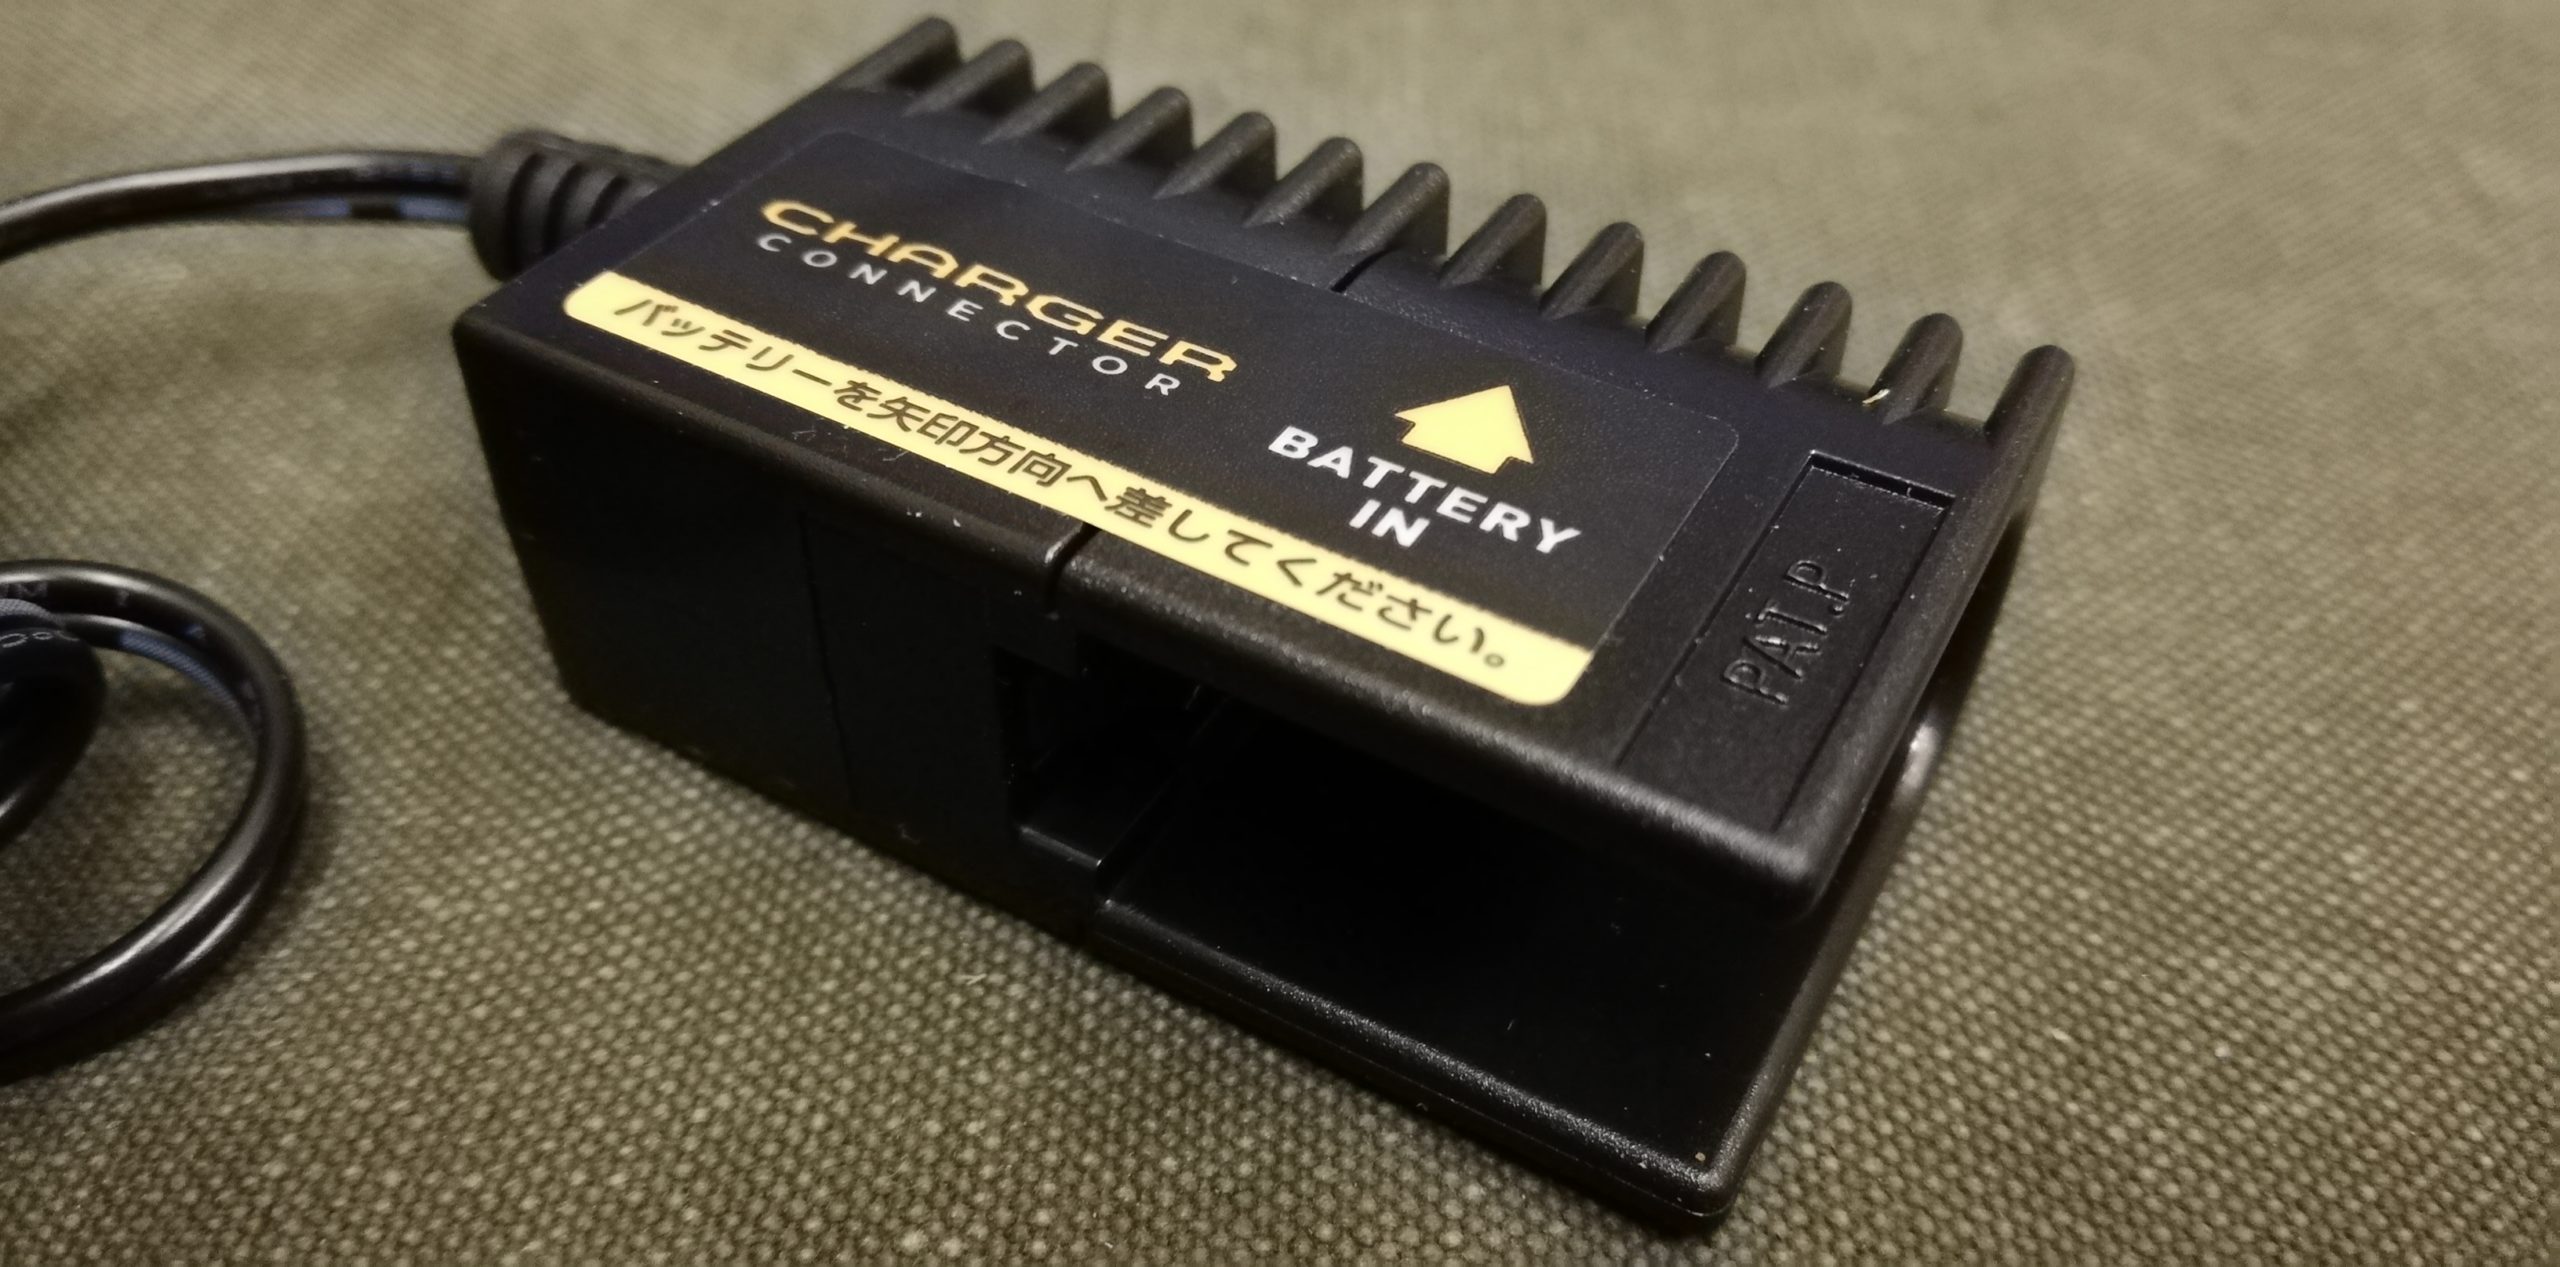 CHARGER
CONNECTOR
BATTERY
IN
バッテリーを矢印方向へ差してください。
PAT.P